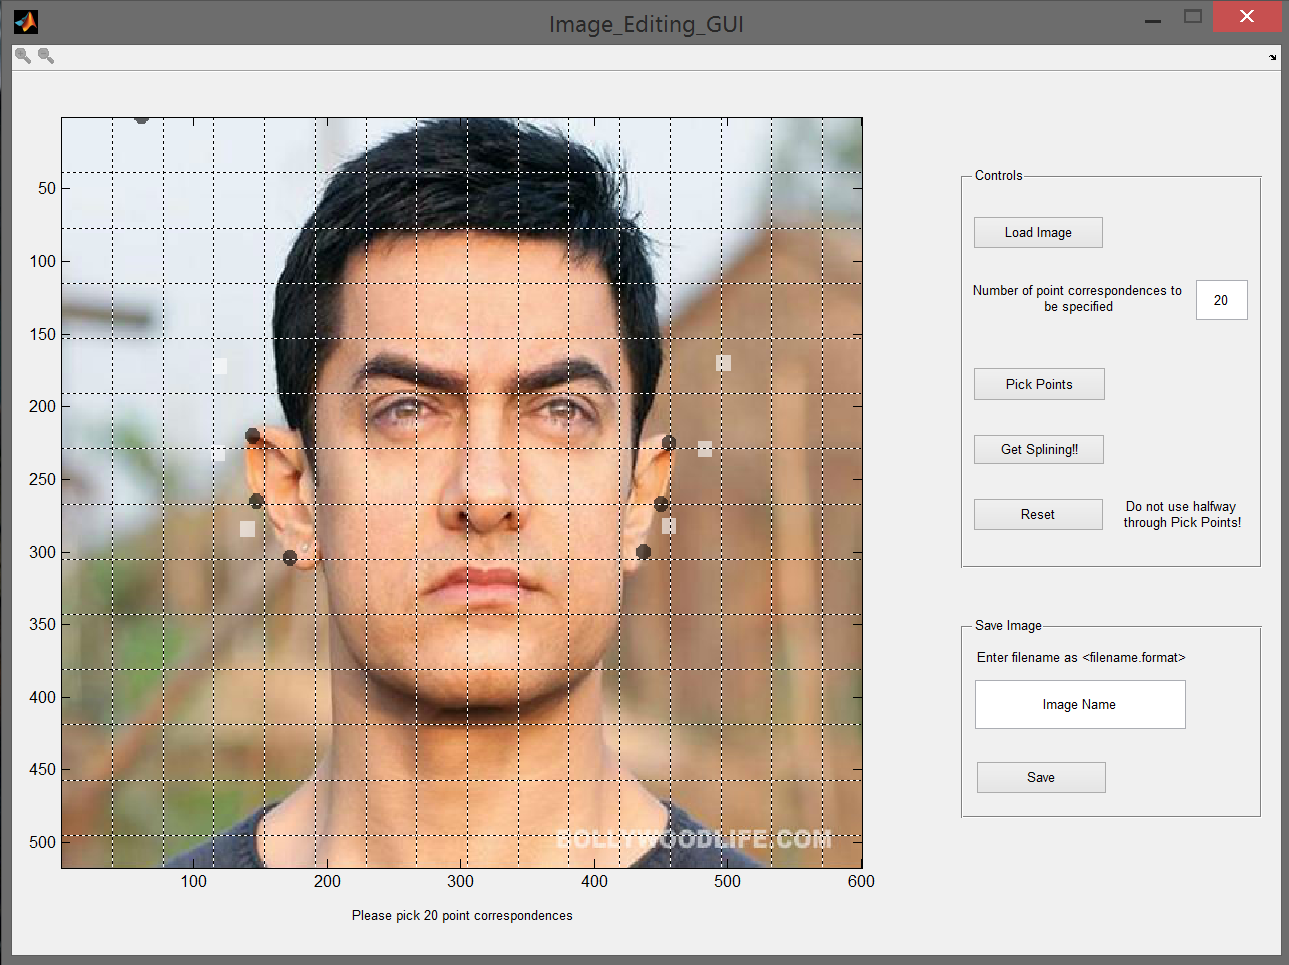 Image_Editing_GUI
50
100
150
200
250
300
350
400
450
500
100
200
300
400
500
600
BOLLYWOODLIFE.COM
Please pick 20 point correspondences
Controls
Load Image
Number of point correspondences to
be specified
20
Pick Points
Get Splining!!
Reset
Do not use halfway
through Pick Points!
Save Image
Enter filename as <filename.format>
Image Name
Save